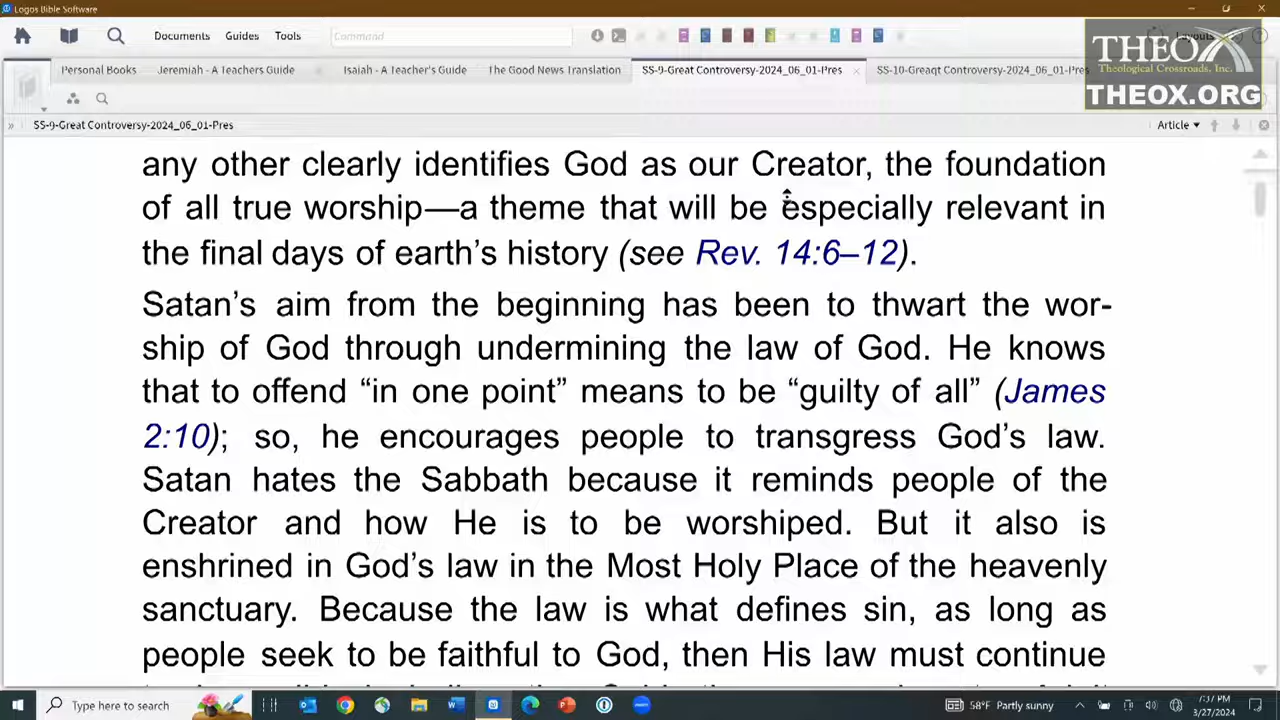 Logos Bible Software
Documents Guides Tools Command Layouts
THEOX
Theological Crossroads, Inc.
THEOX.ORG
Personal Books Jeremiah - A Teachers Guide Isaiah - A The Good News Translation SS-9-Great Controversy-2024_06_01-Pres SS-10-Greaqt Controversy-2024_06_01-Pres
SS-9-Great Controversy-2024_06_01-Pres Article
any other clearly identifies God as our Creator, the foundation
of all true worship—a theme that will be especially relevant in
the final days of earth’s history (see Rev. 14:6–12).
Satan’s aim from the beginning has been to thwart the wor-
ship of God through undermining the law of God. He knows
that to offend “in one point” means to be “guilty of all” (James
2:10); so, he encourages people to transgress God’s law.
Satan hates the Sabbath because it reminds people of the
Creator and how He is to be worshiped. But it also is
enshrined in God’s law in the Most Holy Place of the heavenly
sanctuary. Because the law is what defines sin, as long as
people seek to be faithful to God, then His law must continue
Type here to search 58°F Partly sunny 7:37 PM
3/27/2024